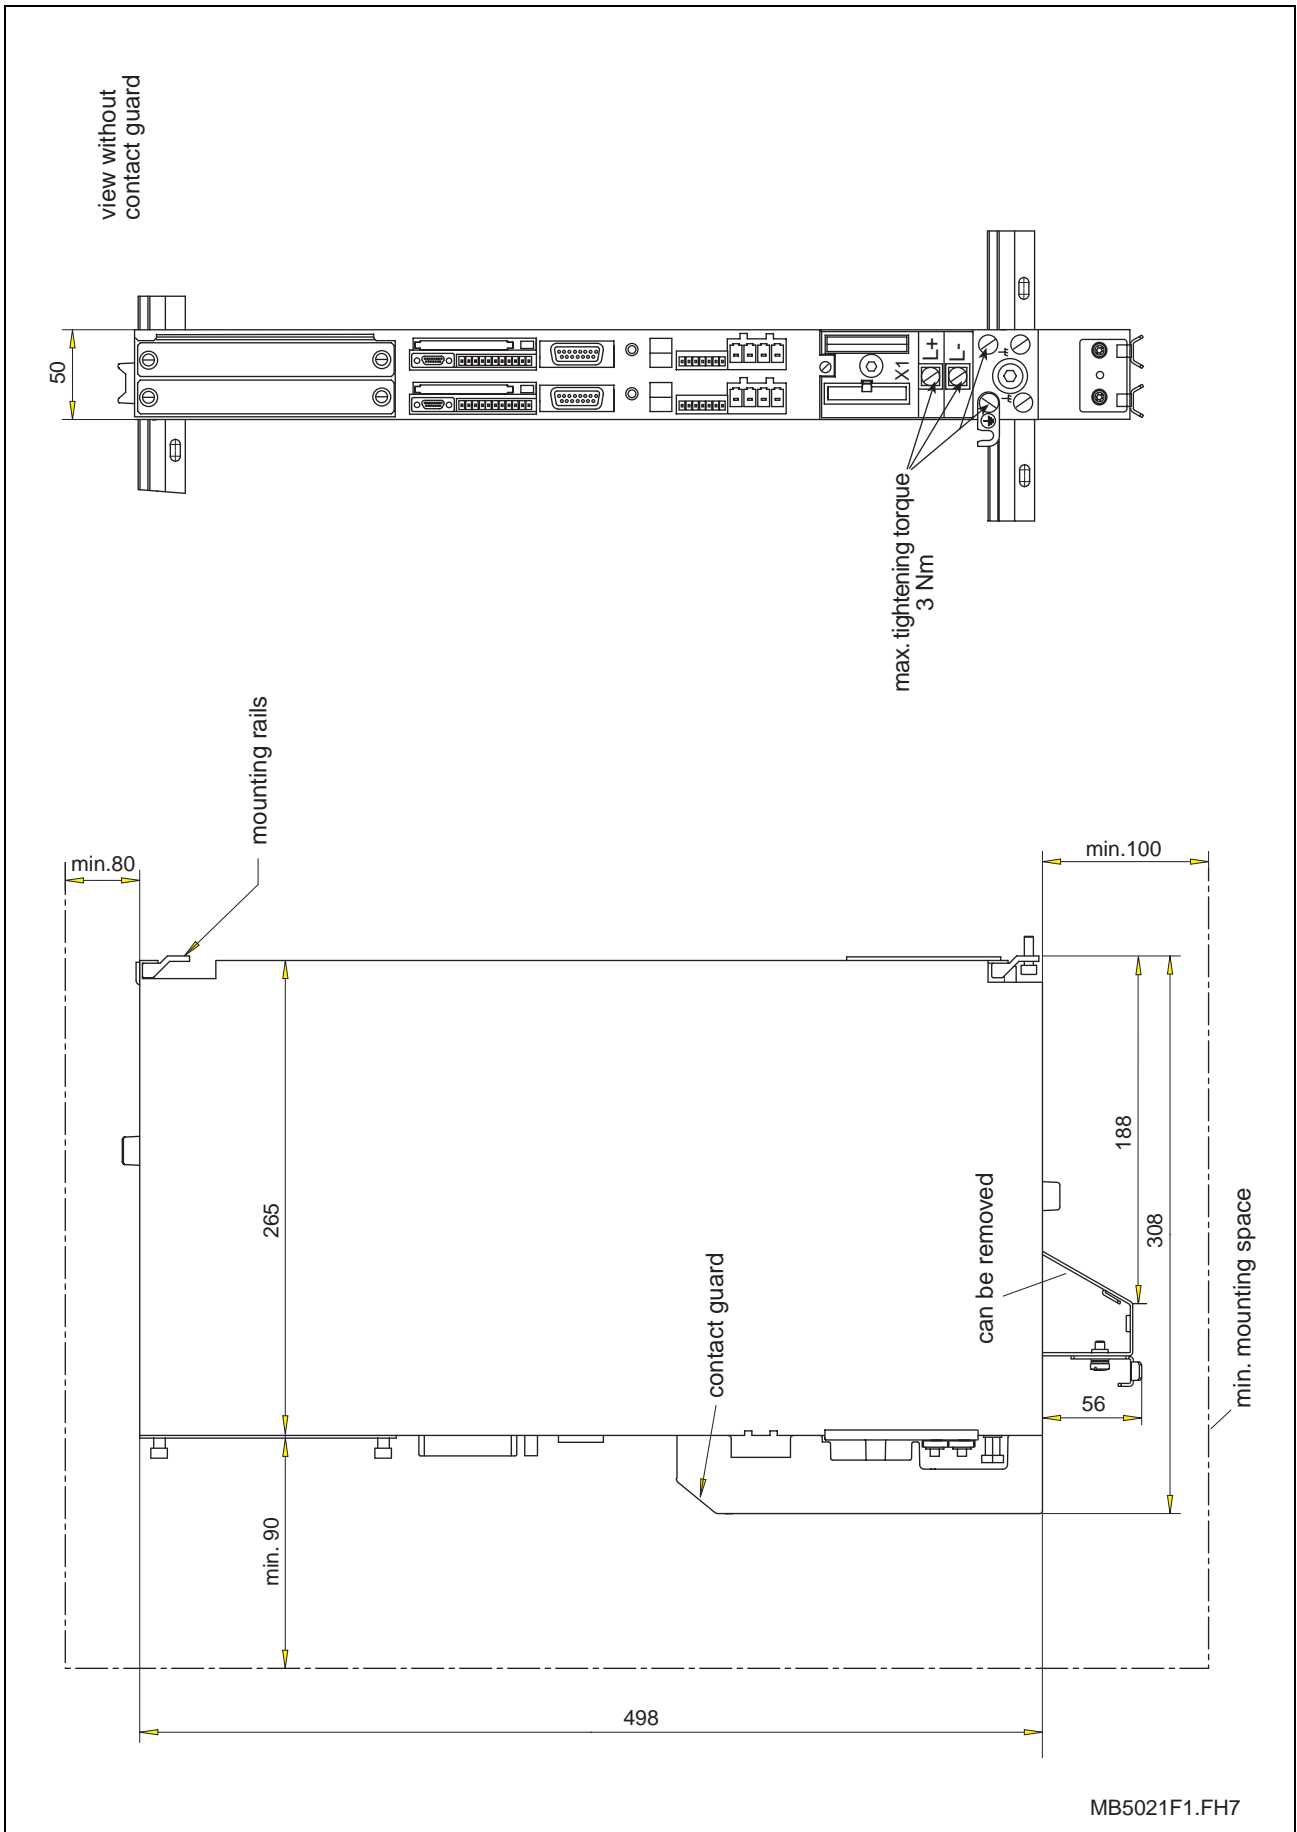 view without
contact guard
50
X1
L+
L-
max. tightening torque
3 Nm
mounting rails
min.80
min.100
265
188
308
can be removed
contact guard
min. mounting space
56
min. 90
498
MB5021F1.FH7